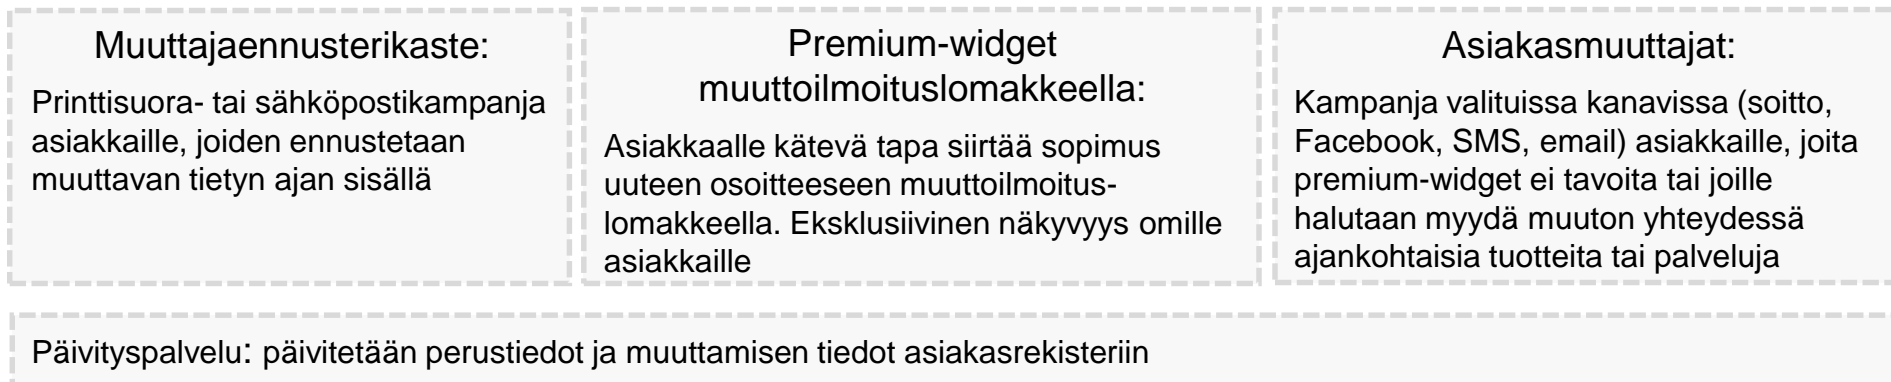 Muuttajaennusterikaste:
Printtisuora- tai sähköpostikampanja
asiakkaille, joiden ennustetaan
muuttavan tietyn ajan sisällä
Premium-widget
muuttoilmoituslomakkeella:
Asiakkaalle kätevä tapa siirtää sopimus
uuteen osoitteeseen muuttoilmoitus-
lomakkeella. Eksklusiivinen näkyvyys omille
asiakkaille
Asiakasmuuttajat:
Kampanja valituissa kanavissa (soitto,
Facebook, SMS, email) asiakkaille, joita
premium-widget ei tavoita tai joille
halutaan myydä muuton yhteydessä
ajankohtaisia tuotteita tai palveluja
Päivityspalvelu: päivitetään perustiedot ja muuttamisen tiedot asiakasrekisteriin